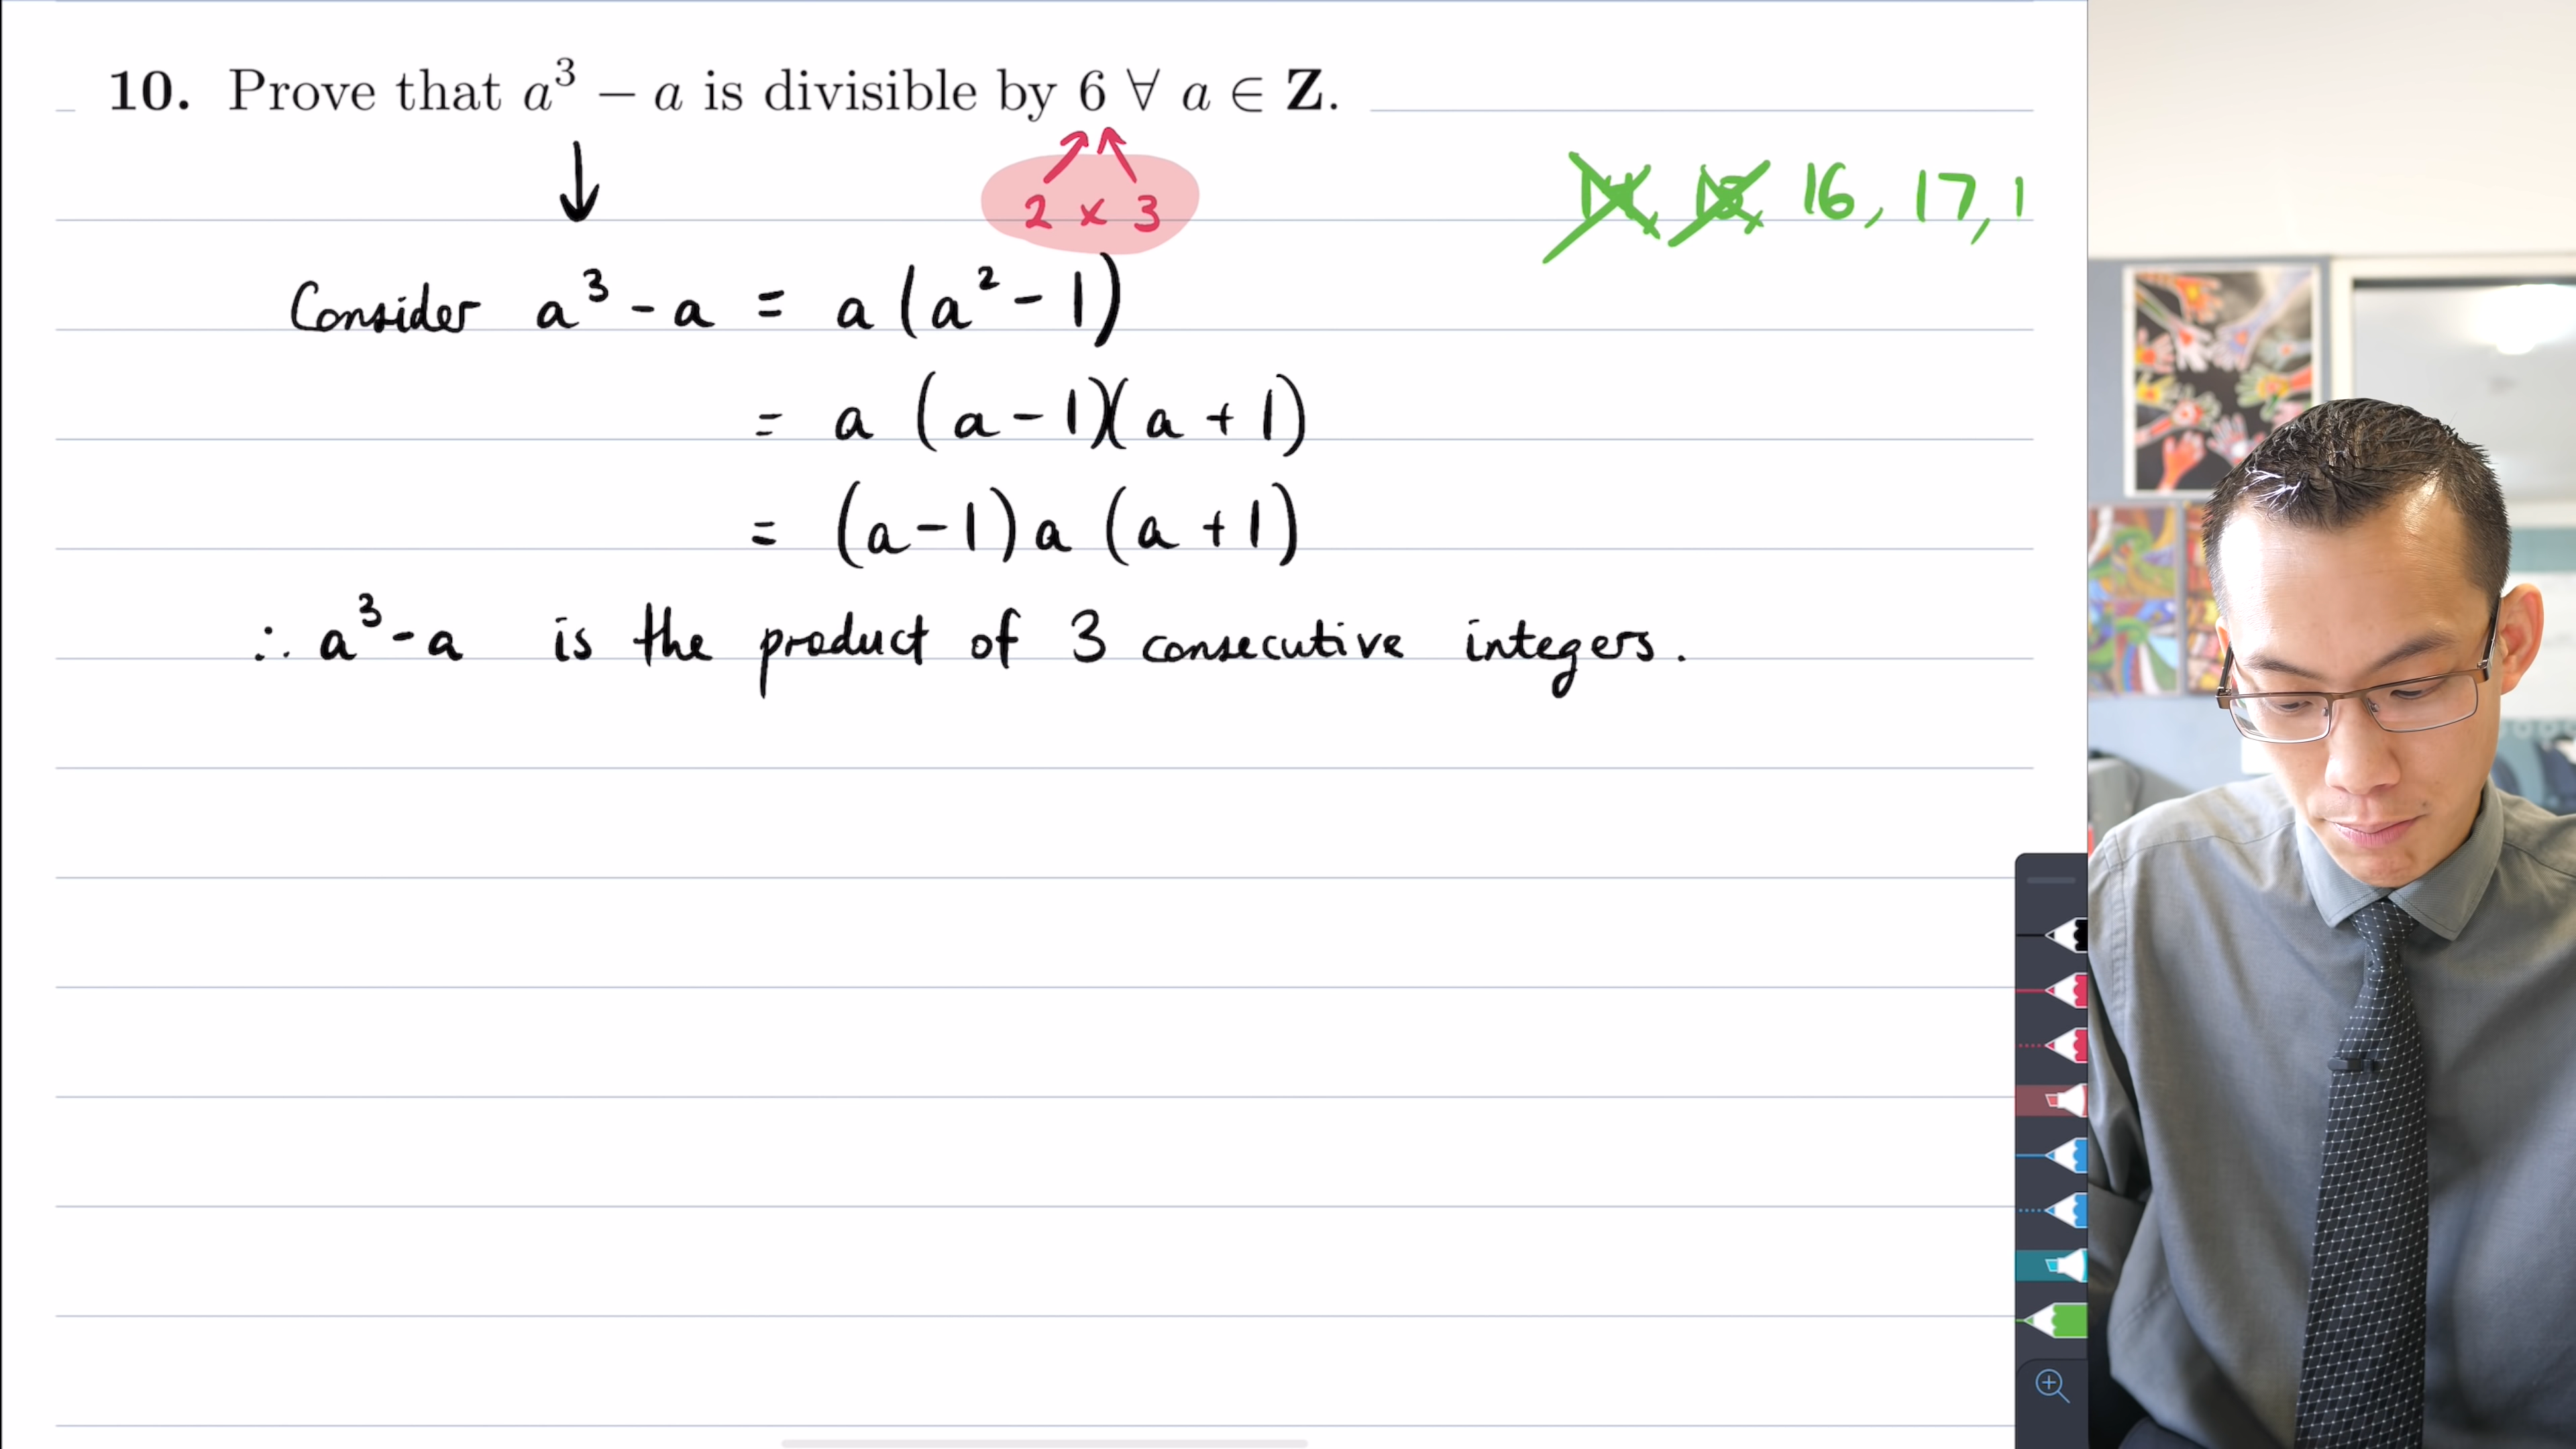 10. Prove that a³ − a is divisible by 6 ∀ a ∈ Z.
2 × 3
16, 17, 1
Consider a³ - a = a (a² - 1)
= a (a - 1)(a + 1)
= (a - 1) a (a + 1)
∴ a³ - a is the product of 3 consecutive integers.